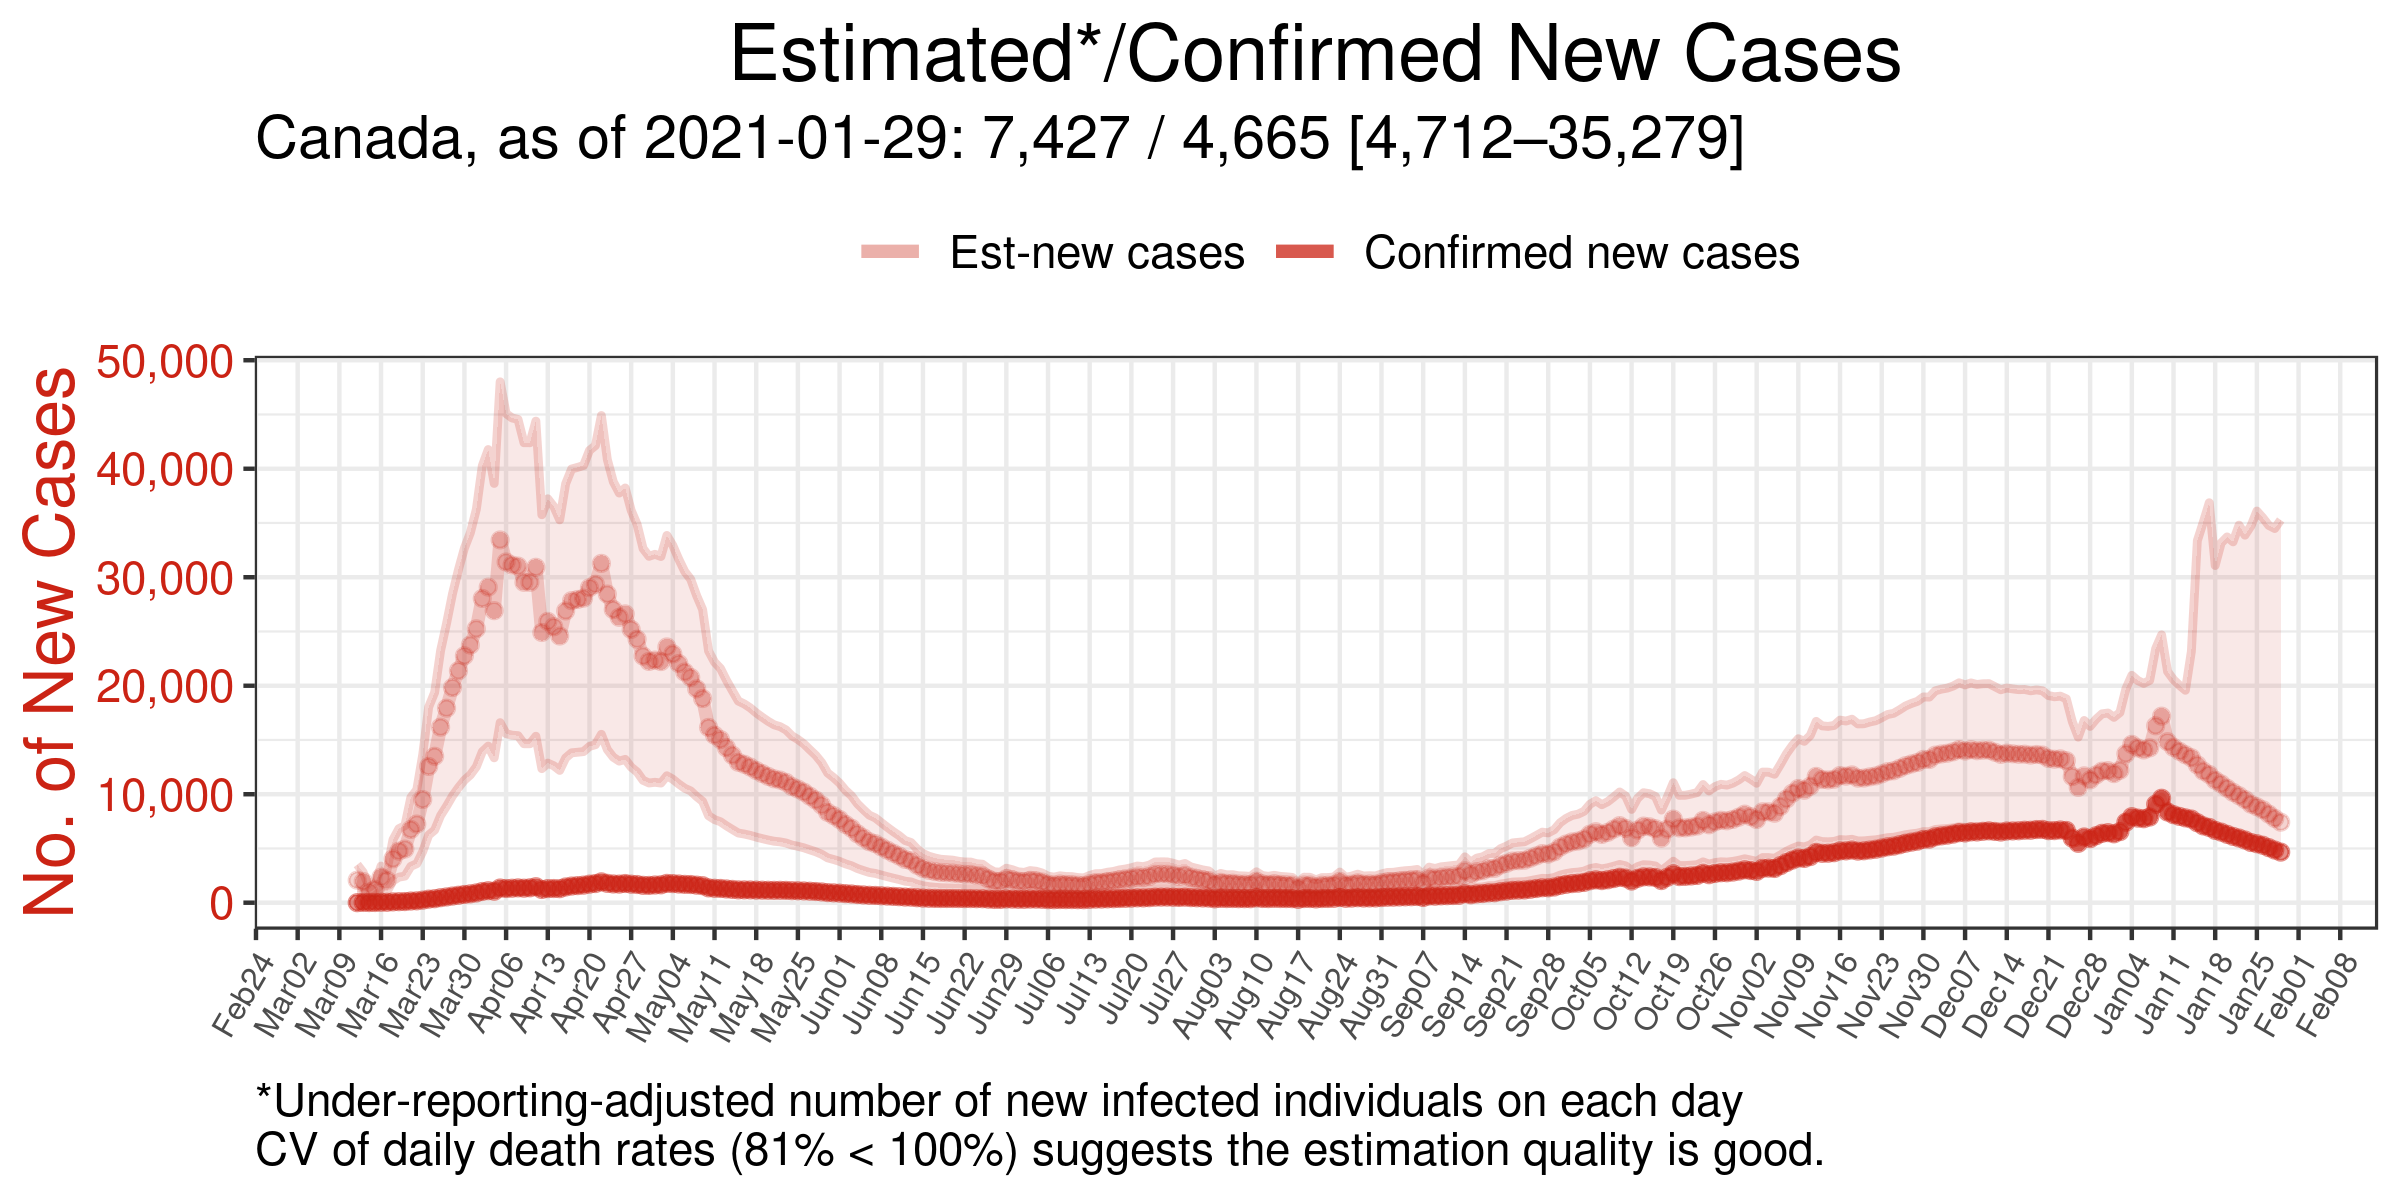 Estimated*/Confirmed New Cases
Canada, as of 2021-01-29: 7,427 / 4,665 [4,712–35,279]
Est-new cases Confirmed new cases
No. of New Cases
50,000
40,000
30,000
20,000
10,000
0
Feb24 Mar02 Mar09 Mar16 Mar23 Mar30 Apr06 Apr13 Apr20 Apr27 May04 May11 May18 May25 Jun01 Jun08 Jun15 Jun22 Jun29 Jul06 Jul13 Jul20 Jul27 Aug03 Aug10 Aug17 Aug24 Aug31 Sep07 Sep14 Sep21 Sep28 Oct05 Oct12 Oct19 Oct26 Nov02 Nov09 Nov16 Nov23 Nov30 Dec07 Dec14 Dec21 Dec28 Jan04 Jan11 Jan18 Jan25 Feb01 Feb08
*Under-reporting-adjusted number of new infected individuals on each day
CV of daily death rates (81% < 100%) suggests the estimation quality is good.